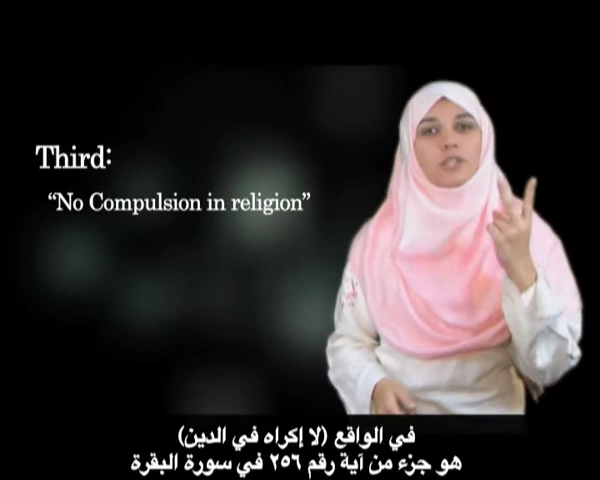 Third:
“No Compulsion in religion”
في الواقع (لا إكراه في الدين)
هو جزء من آية رقم ٢٥٦ في سورة البقرة